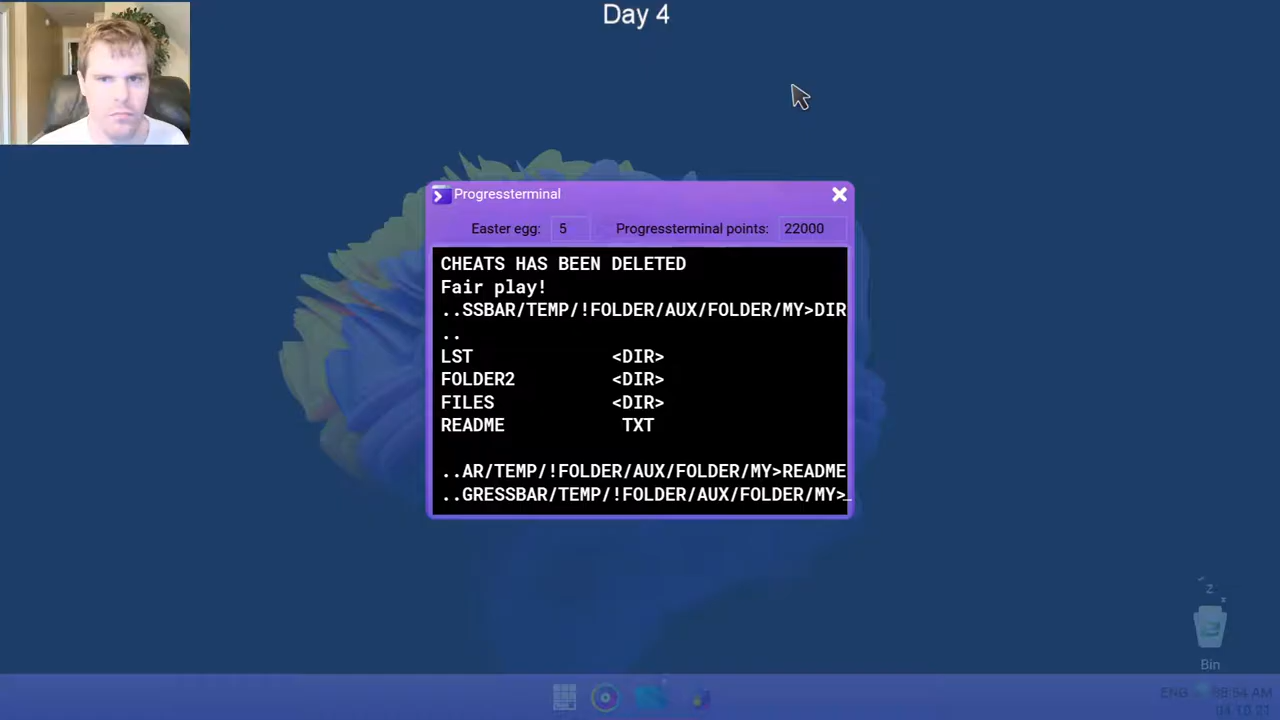 Day 4
Progressterminal
Easter egg: 5 Progressterminal points: 22000
CHEATS HAS BEEN DELETED
Fair play!
..SSBAR/TEMP/!FOLDER/AUX/FOLDER/MY>DIR
..
LST <DIR>
FOLDER2 <DIR>
FILES <DIR>
README TXT
..AR/TEMP/!FOLDER/AUX/FOLDER/MY>README
..GRESSBAR/TEMP/!FOLDER/AUX/FOLDER/MY>_
Bin
ENG